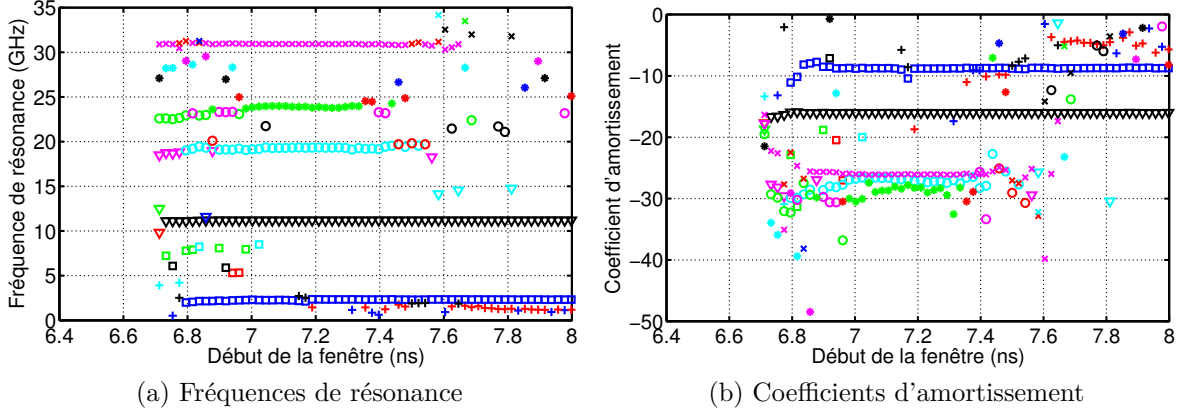 35
30
25
20
15
10
5
0
Fréquence de résonance (GHz)
6.4 6.6 6.8 7 7.2 7.4 7.6 7.8 8
Début de la fenêtre (ns)
(a) Fréquences de résonance
0
−10
−20
−30
−40
−50
Coefficient d'amortissement
6.4 6.6 6.8 7 7.2 7.4 7.6 7.8 8
Début de la fenêtre (ns)
(b) Coefficients d'amortissement